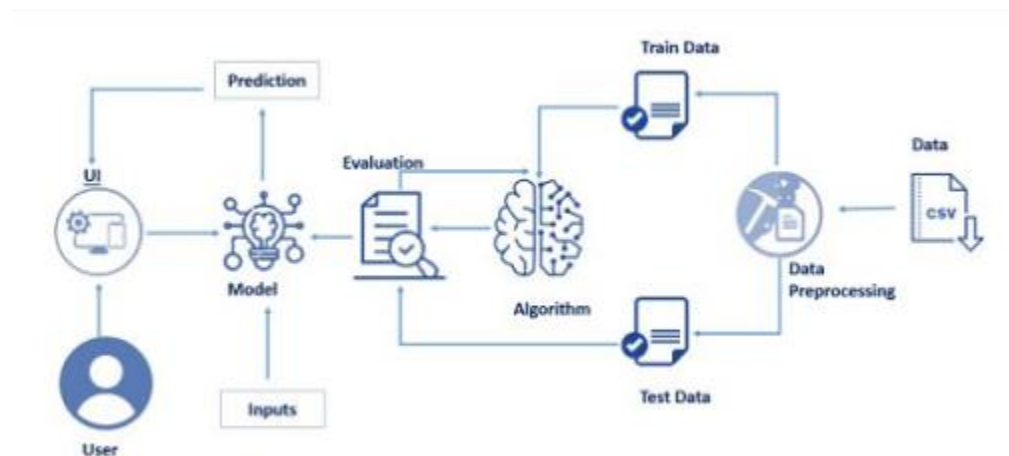 Train Data
Prediction
Data
Evaluation
UI
CSV
Data
Preprocessing
Model
Algorithm
Test Data
Inputs
User